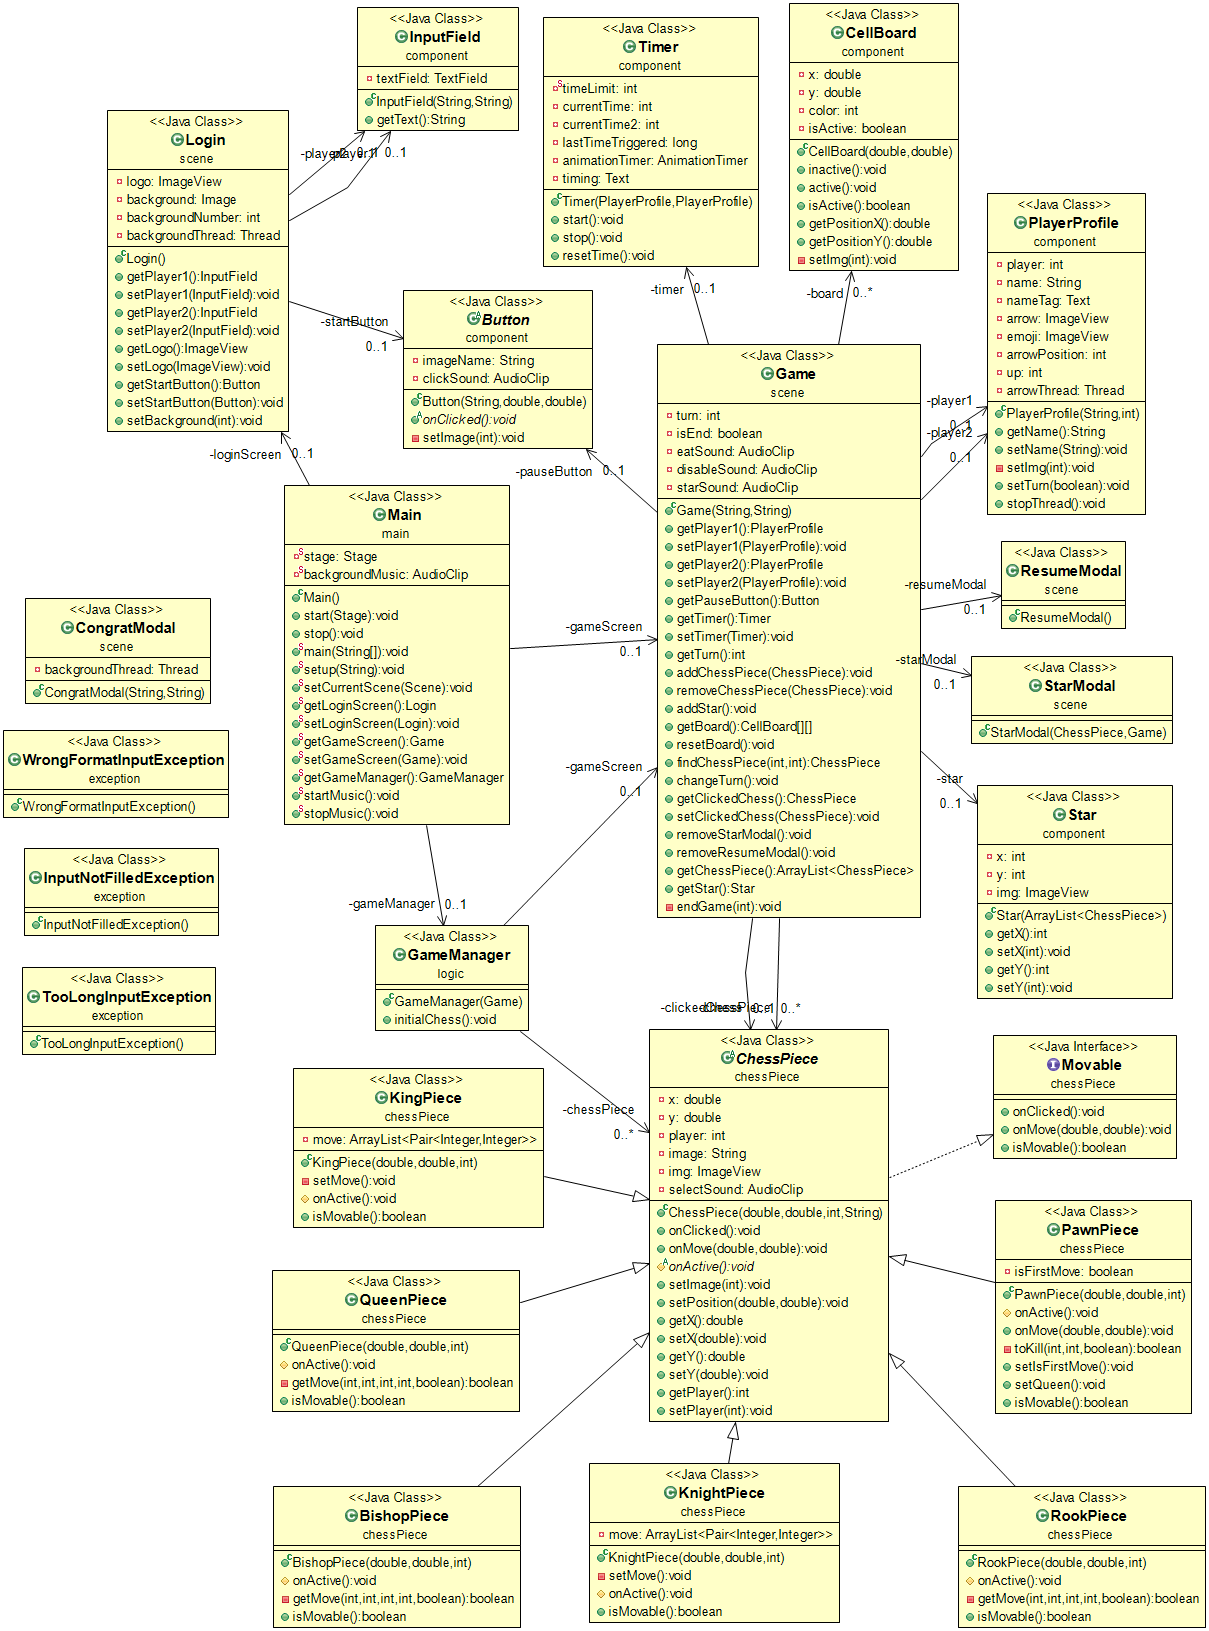 <<Java Class>>
InputField
component
textField: TextField
InputField(String,String)
getText():String
<<Java Class>>
Timer
component
timeLimit: int
currentTime: int
currentTime2: int
lastTimeTriggered: long
animationTimer: AnimationTimer
timing: Text
Timer(PlayerProfile,PlayerProfile)
start():void
stop():void
resetTime():void
<<Java Class>>
CellBoard
component
x: double
y: double
color: int
isActive: boolean
CellBoard(double,double)
inactive():void
active():void
isActive():boolean
getPositionX():double
getPositionY():double
setImg(int):void
<<Java Class>>
Login
scene
logo: ImageView
background: Image
backgroundNumber: int
backgroundThread: Thread
Login()
getPlayer1():InputField
setPlayer1(InputField):void
getPlayer2():InputField
setPlayer2(InputField):void
getLogo():ImageView
setLogo(ImageView):void
getStartButton():Button
setStartButton(Button):void
setBackground(int):void
-player2
-player1
0..1
0..1
<<Java Class>>
PlayerProfile
component
player: int
name: String
nameTag: Text
arrow: ImageView
emoji: ImageView
arrowPosition: int
up: int
arrowThread: Thread
PlayerProfile(String,int)
getName():String
setName(String):void
setImg(int):void
setTurn(boolean):void
stopThread():void
-timer
0..1
-board
0..*
-startButton
0..1
<<Java Class>>
Button
component
imageName: String
clickSound: AudioClip
Button(String,double,double)
onClicked():void
setImage(int):void
<<Java Class>>
Game
scene
turn: int
isEnd: boolean
eatSound: AudioClip
disableSound: AudioClip
starSound: AudioClip
Game(String,String)
getPlayer1():PlayerProfile
setPlayer1(PlayerProfile):void
getPlayer2():PlayerProfile
setPlayer2(PlayerProfile):void
getPauseButton():Button
getTimer():Timer
setTimer(Timer):void
getTurn():int
addChessPiece(ChessPiece):void
removeChessPiece(ChessPiece):void
addStar():void
getBoard():CellBoard[][]
resetBoard():void
findChessPiece(int,int):ChessPiece
changeTurn():void
getClickedChess():ChessPiece
setClickedChess(ChessPiece):void
removeStarModal():void
removeResumeModal():void
getChessPiece():ArrayList<ChessPiece>
getStar():Star
endGame(int):void
-player1
0..1
-player2
0..1
-loginScreen
0..1
-pauseButton
0..1
<<Java Class>>
Main
main
stage: Stage
backgroundMusic: AudioClip
Main()
start(Stage):void
stop():void
main(String[]):void
setup(String):void
setCurrentScene(Scene):void
getLoginScreen():Login
setLoginScreen(Login):void
getGameScreen():Game
setGameScreen(Game):void
getGameManager():GameManager
startMusic():void
stopMusic():void
-gameScreen
0..1
-gameScreen
0..1
-resumeModal
0..1
<<Java Class>>
ResumeModal
scene
ResumeModal()
-starModal
0..1
<<Java Class>>
StarModal
scene
StarModal(ChessPiece,Game)
-star
0..1
<<Java Class>>
Star
component
x: int
y: int
img: ImageView
Star(ArrayList<ChessPiece>)
getX():int
setX(int):void
getY():int
setY(int):void
<<Java Class>>
CongratModal
scene
backgroundThread: Thread
CongratModal(String,String)
<<Java Class>>
WrongFormatInputException
exception
WrongFormatInputException()
<<Java Class>>
InputNotFilledException
exception
InputNotFilledException()
<<Java Class>>
TooLongInputException
exception
TooLongInputException()
-gameManager
0..1
<<Java Class>>
GameManager
logic
GameManager(Game)
initialChess():void
-chessPiece
0..*
0..1
0..*
<<Java Class>>
ChessPiece
chessPiece
x: double
y: double
player: int
image: String
img: ImageView
selectSound: AudioClip
ChessPiece(double,double,int,String)
onClicked():void
onMove(double,double):void
onActive():void
setImage(int):void
setPosition(double,double):void
getX():double
setX(double):void
getY():double
setY(double):void
getPlayer():int
setPlayer(int):void
<<Java Interface>>
Movable
chessPiece
onClicked():void
onMove(double,double):void
isMovable():boolean
<<Java Class>>
KingPiece
chessPiece
move: ArrayList<Pair<Integer,Integer>>
KingPiece(double,double,int)
setMove():void
onActive():void
isMovable():boolean
<<Java Class>>
PawnPiece
chessPiece
isFirstMove: boolean
PawnPiece(double,double,int)
onActive():void
onMove(double,double):void
toKill(int,int,boolean):boolean
setIsFirstMove():void
setQueen():void
isMovable():boolean
<<Java Class>>
QueenPiece
chessPiece
QueenPiece(double,double,int)
onActive():void
getMove(int,int,int,int,boolean):boolean
isMovable():boolean
<<Java Class>>
BishopPiece
chessPiece
BishopPiece(double,double,int)
onActive():void
getMove(int,int,int,int,boolean):boolean
isMovable():boolean
<<Java Class>>
KnightPiece
chessPiece
move: ArrayList<Pair<Integer,Integer>>
KnightPiece(double,double,int)
setMove():void
onActive():void
isMovable():boolean
<<Java Class>>
RookPiece
chessPiece
RookPiece(double,double,int)
onActive():void
getMove(int,int,int,int,boolean):boolean
isMovable():boolean